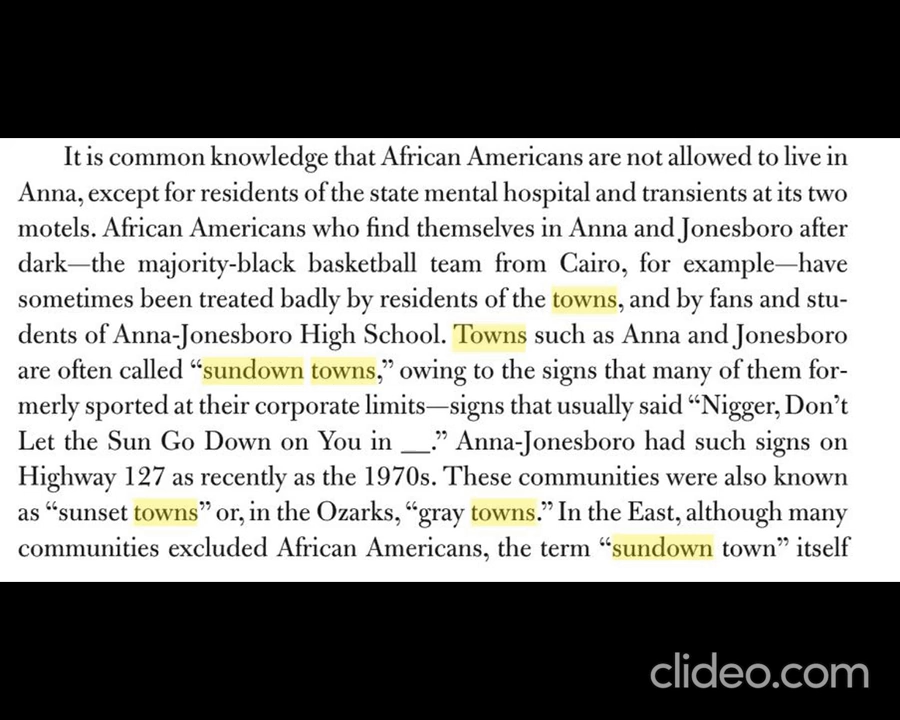 It is common knowledge that African Americans are not allowed to live in
Anna, except for residents of the state mental hospital and transients at its two
motels. African Americans who find themselves in Anna and Jonesboro after
dark—the majority-black basketball team from Cairo, for example—have
sometimes been treated badly by residents of the towns, and by fans and stu-
dents of Anna-Jonesboro High School. Towns such as Anna and Jonesboro
are often called “sundown towns,” owing to the signs that many of them for-
merly sported at their corporate limits—signs that usually said “Nigger, Don’t
Let the Sun Go Down on You in __.” Anna-Jonesboro had such signs on
Highway 127 as recently as the 1970s. These communities were also known
as “sunset towns” or, in the Ozarks, “gray towns.” In the East, although many
communities excluded African Americans, the term “sundown town” itself
clideo.com